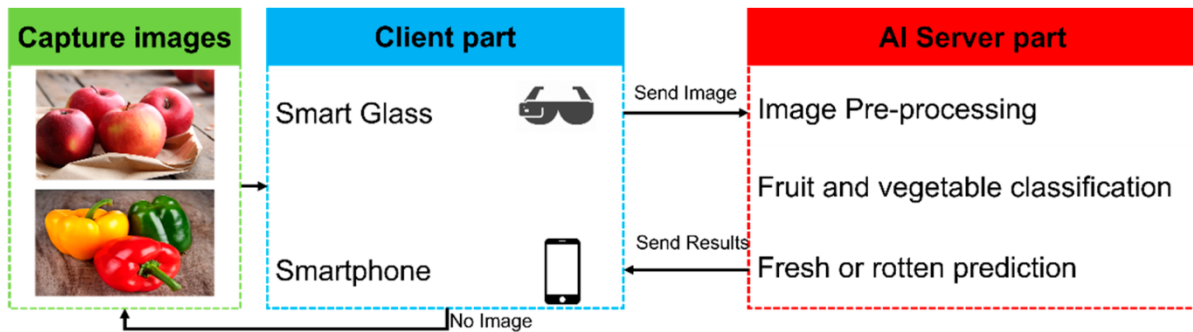 Capture images
Client part
AI Server part
Smart Glass
Send Image
Image Pre-processing
Fruit and vegetable classification
Smartphone
Send Results
Fresh or rotten prediction
No Image